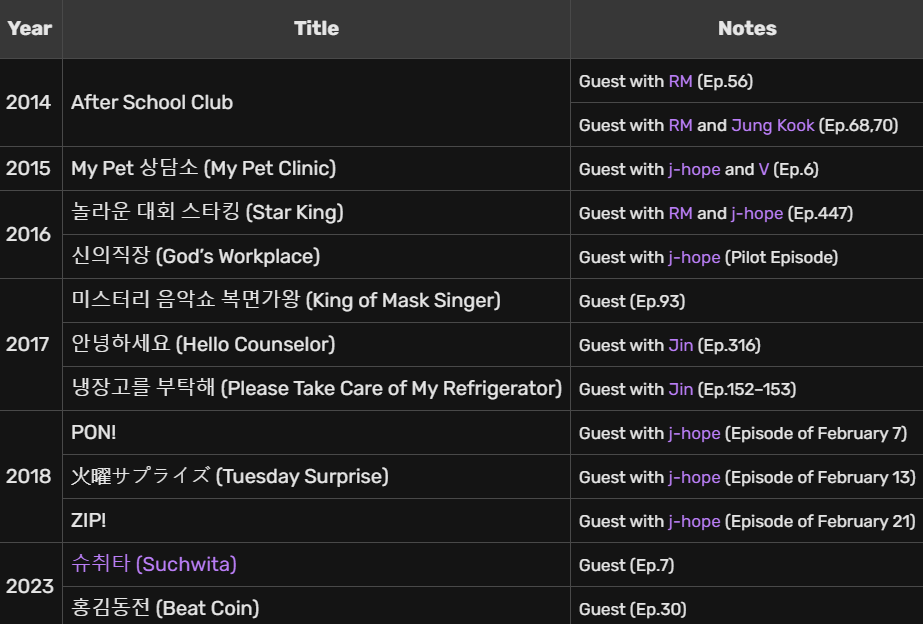 Year Title Notes
2014 After School Club Guest with RM (Ep.56)
Guest with RM and Jung Kook (Ep.68,70)
2015 My Pet 상담소 (My Pet Clinic) Guest with j-hope and V (Ep.6)
2016 놀라운 대회 스타킹 (Star King) Guest with RM and j-hope (Ep.447)
신의직장 (God’s Workplace) Guest with j-hope (Pilot Episode)
2017 미스터리 음악쇼 복면가왕 (King of Mask Singer) Guest (Ep.93)
안녕하세요 (Hello Counselor) Guest with Jin (Ep.316)
냉장고를 부탁해 (Please Take Care of My Refrigerator) Guest with Jin (Ep.152–153)
2018 PON! Guest with j-hope (Episode of February 7)
火曜サプライズ (Tuesday Surprise) Guest with j-hope (Episode of February 13)
ZIP! Guest with j-hope (Episode of February 21)
2023 슈취타 (Suchwita) Guest (Ep.7)
홍김동전 (Beat Coin) Guest (Ep.30)